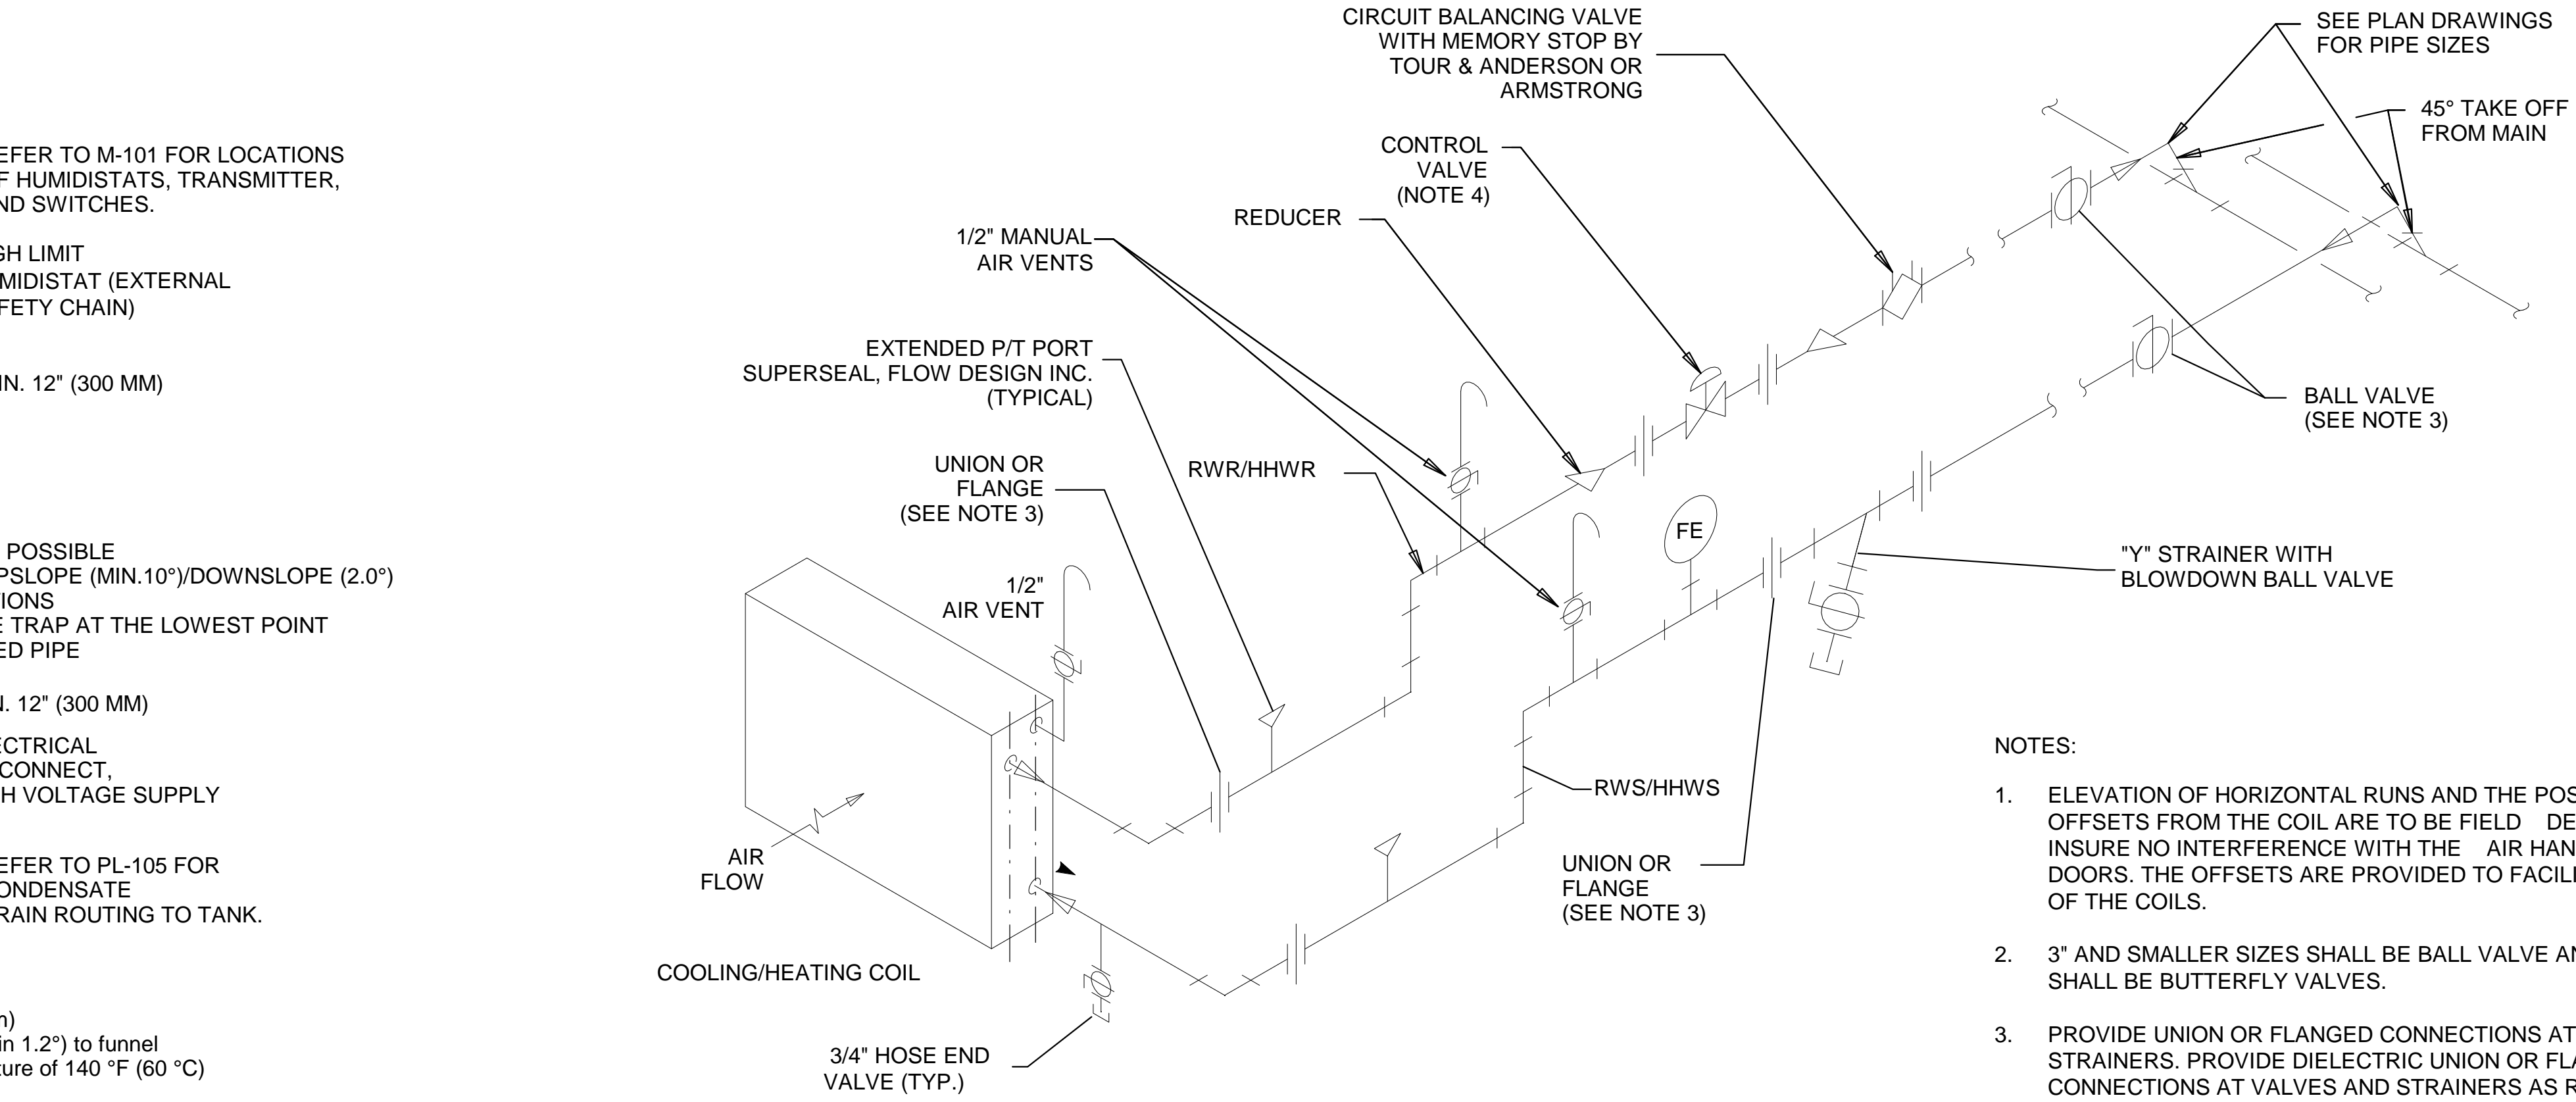 EFER TO M-101 FOR LOCATIONS
F HUMIDISTATS, TRANSMITTER,
ND SWITCHES.
GH LIMIT
MIDISTAT (EXTERNAL
FETY CHAIN)
IN. 12" (300 MM)
POSSIBLE
PSLOPE (MIN.10°)/DOWNSLOPE (2.0°)
TIONS
E TRAP AT THE LOWEST POINT
ED PIPE
N. 12" (300 MM)
ECTRICAL
CONNECT,
H VOLTAGE SUPPLY
EFER TO PL-105 FOR
ONDENSATE
RAIN ROUTING TO TANK.
m)
in 1.2°) to funnel
ture of 140 °F (60 °C)
CIRCUIT BALANCING VALVE
WITH MEMORY STOP BY
TOUR & ANDERSON OR
ARMSTRONG
CONTROL
VALVE
(NOTE 4)
REDUCER
1/2" MANUAL
AIR VENTS
EXTENDED P/T PORT
SUPERSEAL, FLOW DESIGN INC.
(TYPICAL)
UNION OR
FLANGE
(SEE NOTE 3)
RWR/HHWR
1/2"
AIR VENT
FE
AIR
FLOW
COOLING/HEATING COIL
3/4" HOSE END
VALVE (TYP.)
RWS/HHWS
UNION OR
FLANGE
(SEE NOTE 3)
SEE PLAN DRAWINGS
FOR PIPE SIZES
45° TAKE OFF
FROM MAIN
BALL VALVE
(SEE NOTE 3)
"Y" STRAINER WITH
BLOWDOWN BALL VALVE
NOTES:
1. ELEVATION OF HORIZONTAL RUNS AND THE POS
OFFSETS FROM THE COIL ARE TO BE FIELD DE
INSURE NO INTERFERENCE WITH THE AIR HAN
DOORS. THE OFFSETS ARE PROVIDED TO FACILI
OF THE COILS.
2. 3" AND SMALLER SIZES SHALL BE BALL VALVE AN
SHALL BE BUTTERFLY VALVES.
3. PROVIDE UNION OR FLANGED CONNECTIONS AT
STRAINERS. PROVIDE DIELECTRIC UNION OR FLA
CONNECTIONS AT VALVES AND STRAINERS AS R